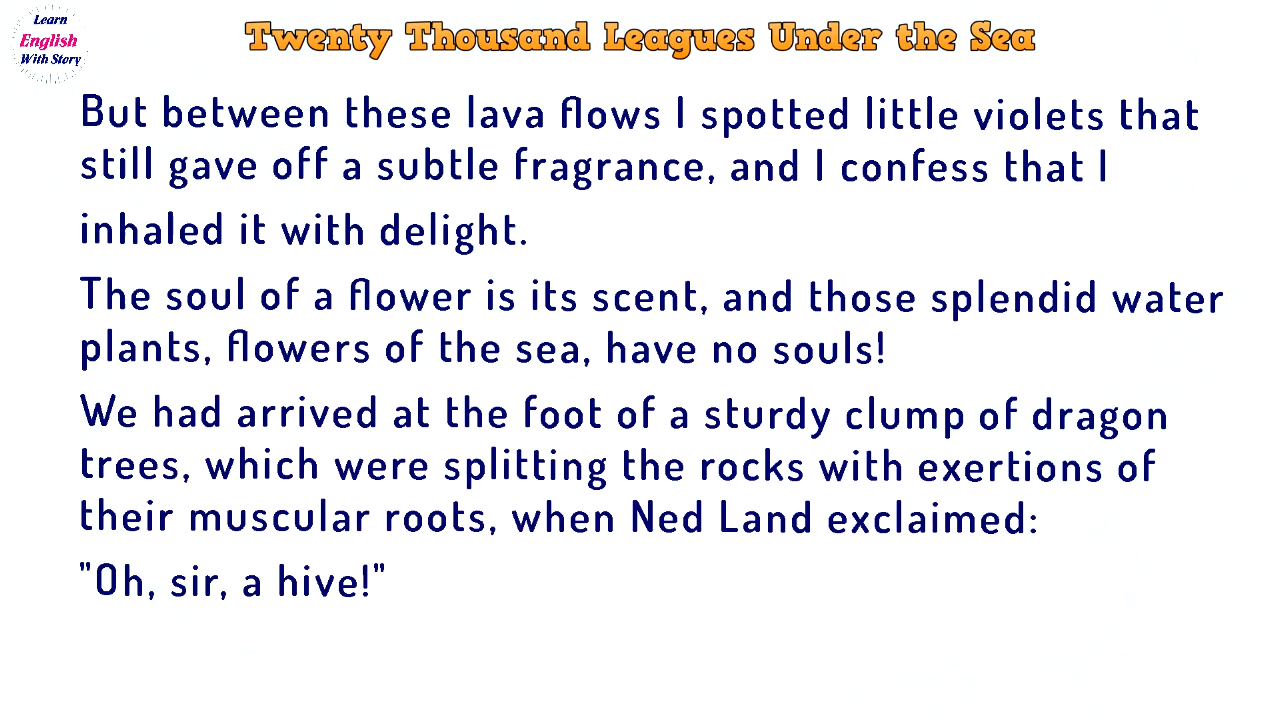 Learn
English
With Story
Twenty Thousand Leagues Under the Sea
But between these lava flows I spotted little violets that
still gave off a subtle fragrance, and I confess that I
inhaled it with delight.
The soul of a flower is its scent, and those splendid water
plants, flowers of the sea, have no souls!
We had arrived at the foot of a sturdy clump of dragon
trees, which were splitting the rocks with exertions of
their muscular roots, when Ned Land exclaimed:
"Oh, sir, a hive!"